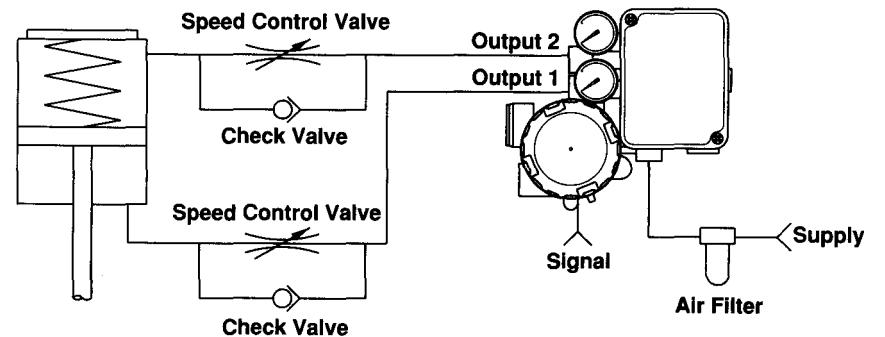 Speed Control Valve
Output 2
Output 1
Check Valve
Speed Control Valve
Supply
Signal
Air Filter
Check Valve